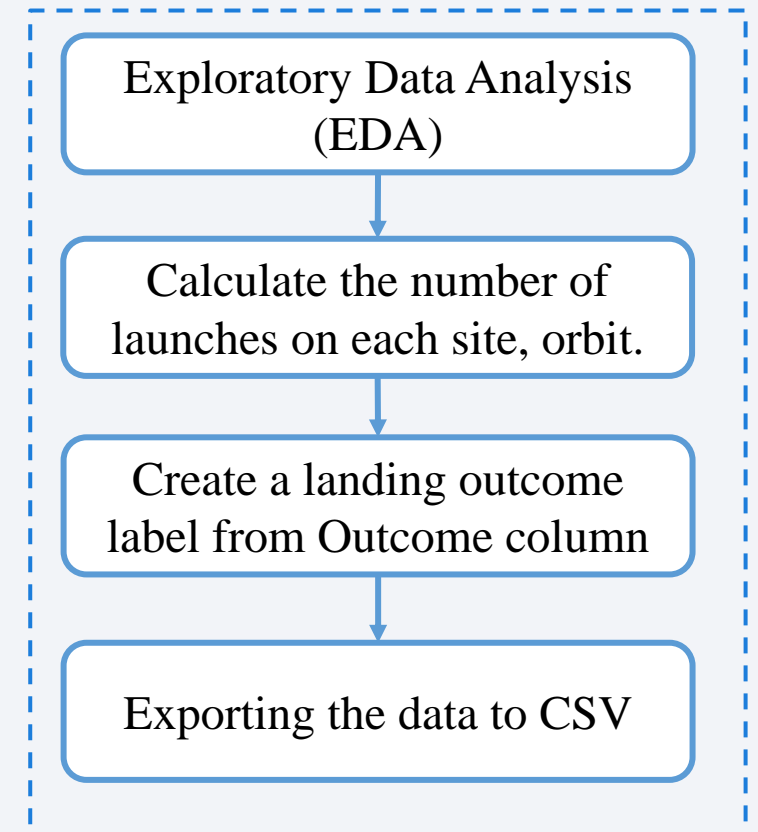 Exploratory Data Analysis
(EDA)
Calculate the number of
launches on each site, orbit.
Create a landing outcome
label from Outcome column
Exporting the data to CSV